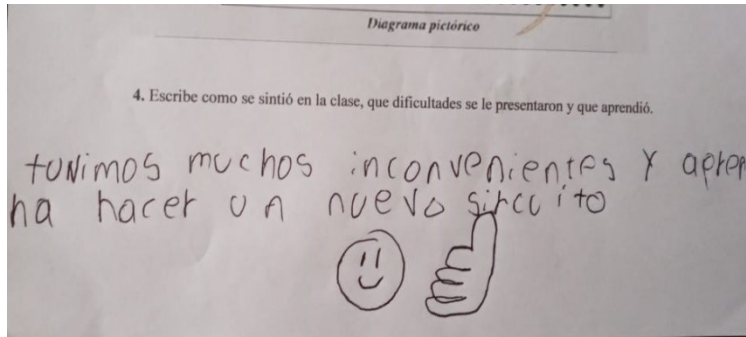 Diagrama pictórico
4. Escribe como se sintió en la clase, que dificultades se le presentaron y que aprendió.
tuvimos muchos inconvenientes y apren
ha hacer un nuevo sircuito